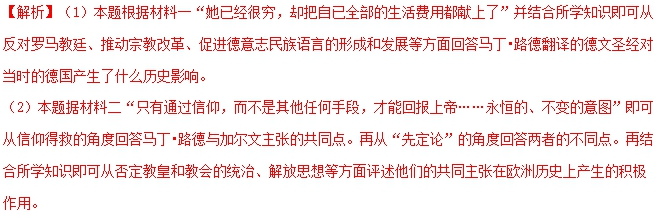 【解析】（1）本题根据材料一“她已经很穷，却把自己全部的生活费用都献上了”并结合所学知识即可从
反对罗马教廷、推动宗教改革、促进德意志民族语言的形成和发展等方面回答马丁•路德翻译的德文圣经对
当时的德国产生了什么历史影响。
（2）本题据材料二“只有通过信仰，而不是其他任何手段，才能回报上帝……永恒的、不变的意图”即可
从信仰得救的角度回答马丁•路德与加尔文主张的共同点。再从“先定论”的角度回答两者的不同点。再结
合所学知识即可从否定教皇和教会的统治、解放思想等方面评述他们的共同主张在欧洲历史上产生的积极
作用。